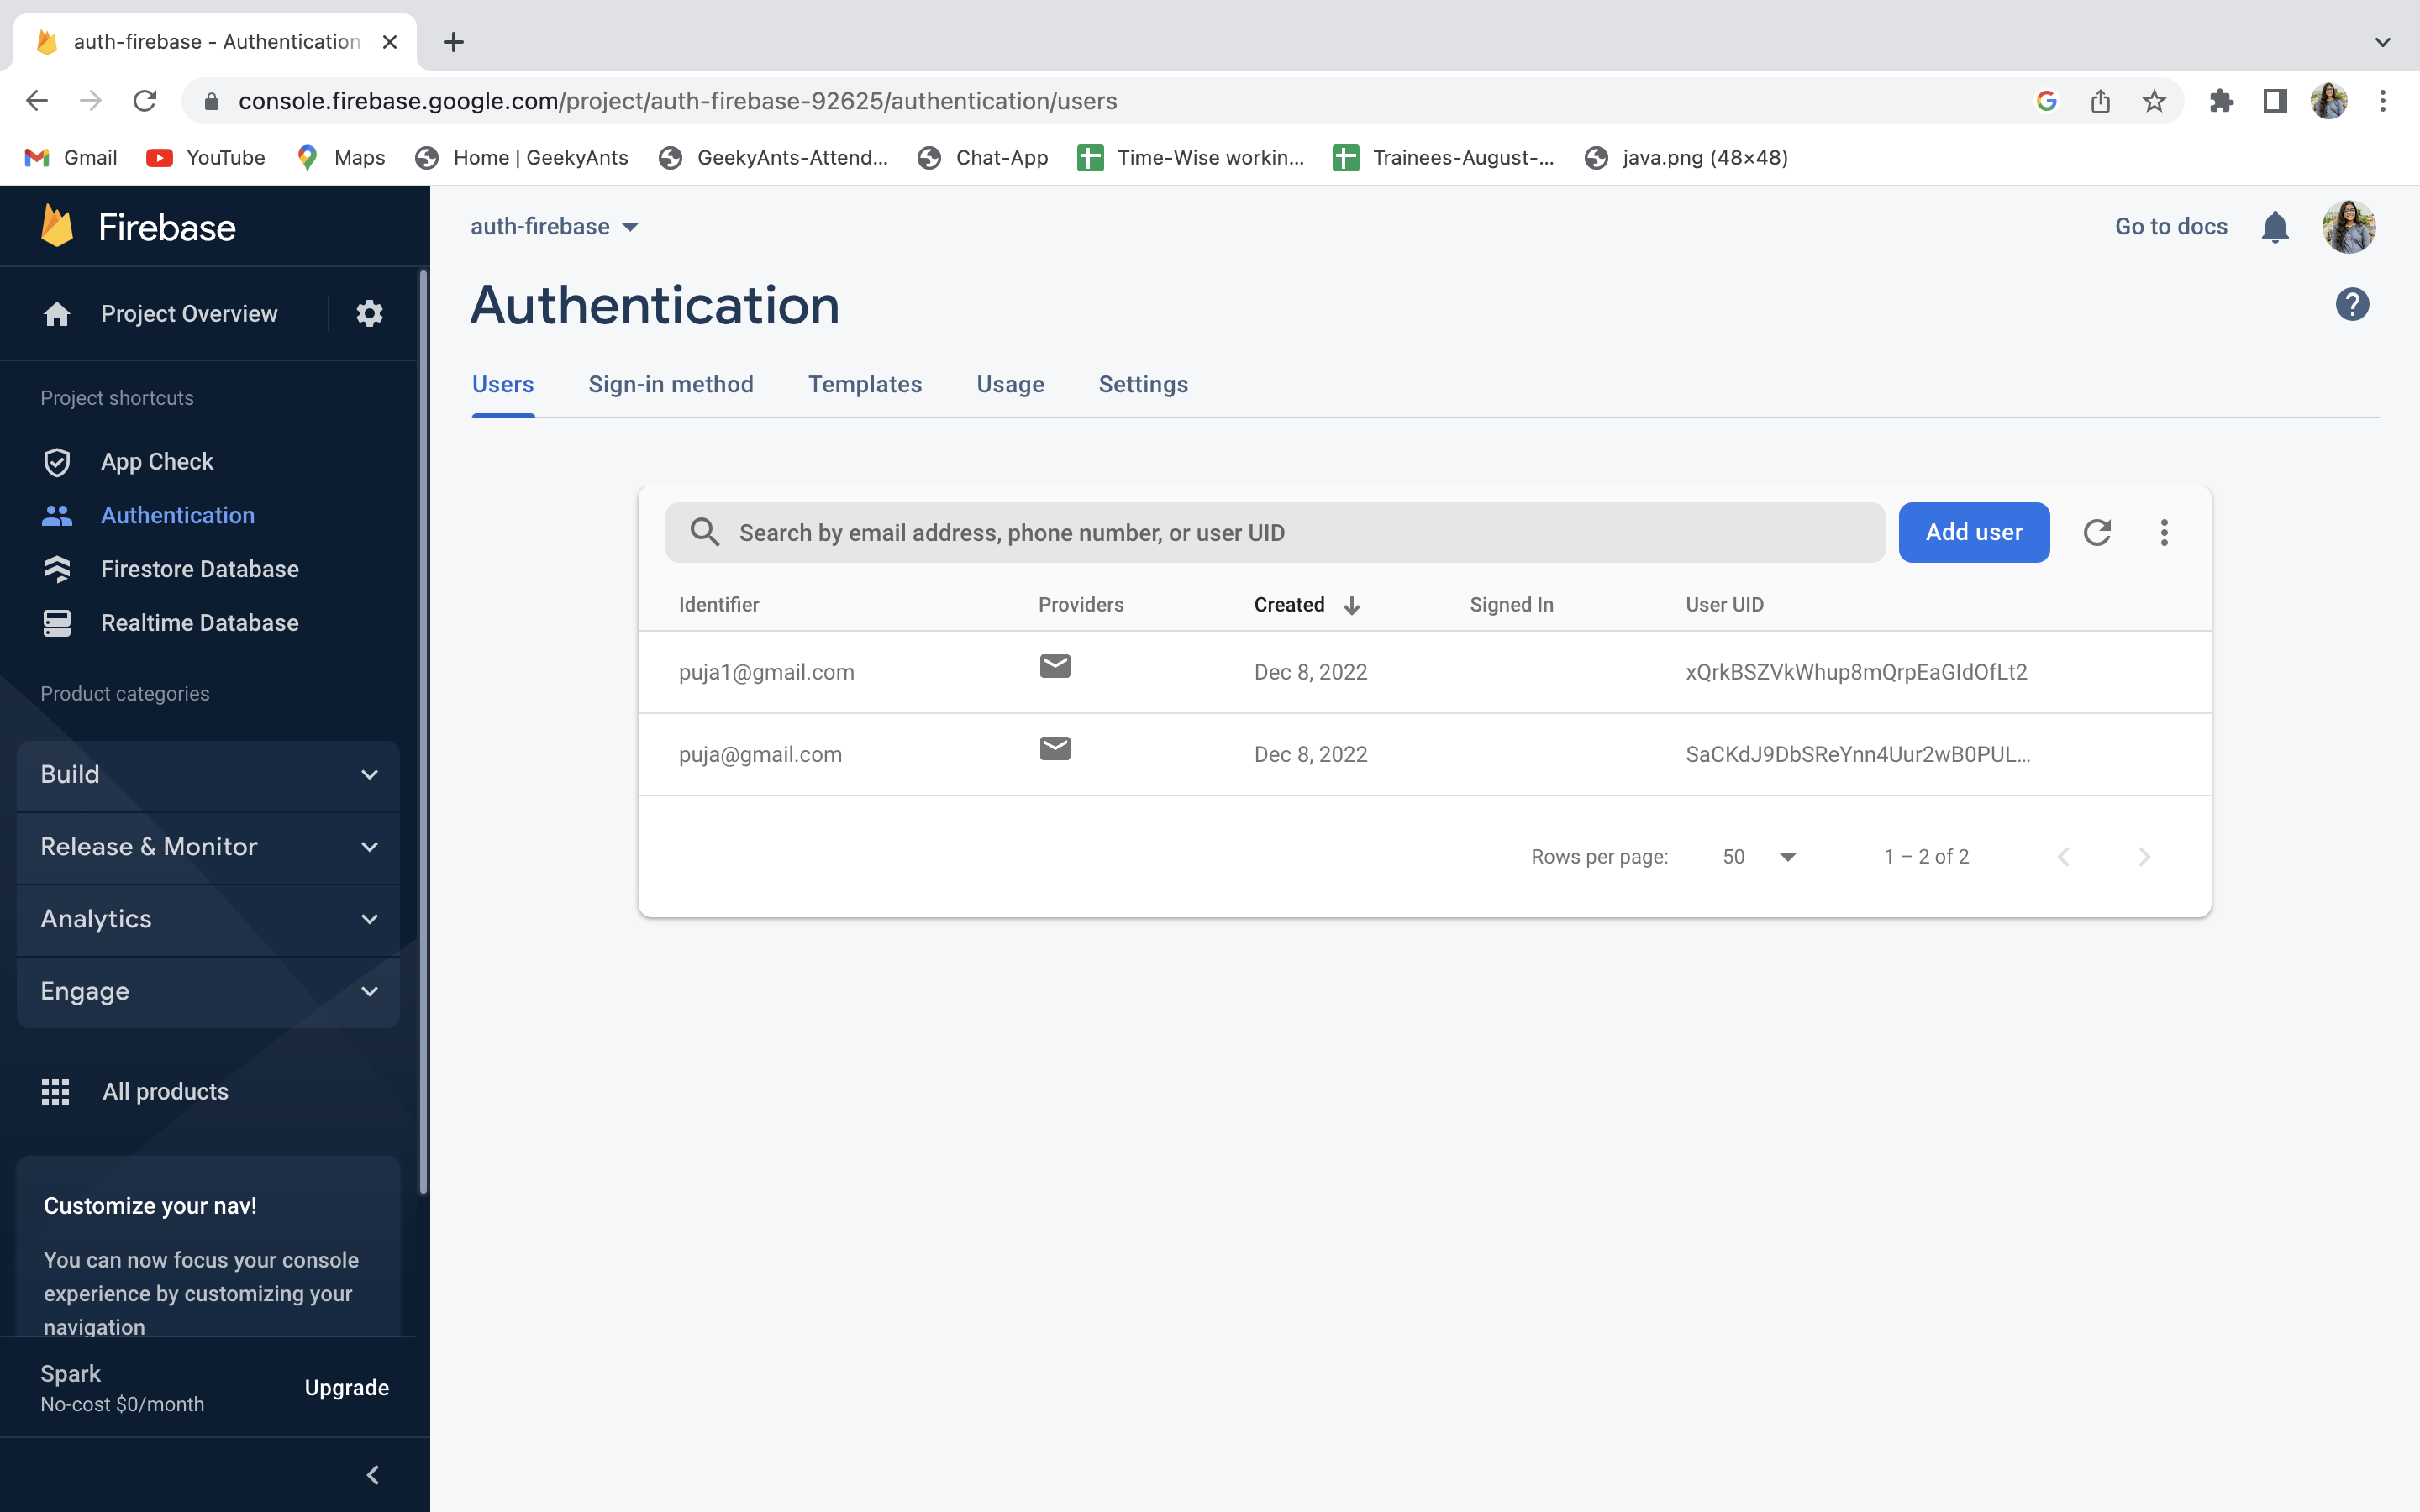 auth-firebase - Authentication
console.firebase.google.com/project/auth-firebase-92625/authentication/users
Gmail YouTube Maps Home | GeekyAnts GeekyAnts-Attend... Chat-App Time-Wise workin... Trainees-August-... java.png (48×48)
Firebase
Project Overview
Project shortcuts
App Check
Authentication
Firestore Database
Realtime Database
Product categories
Build
Release & Monitor
Analytics
Engage
All products
Customize your nav!
You can now focus your console
experience by customizing your
navigation
Spark
No-cost $0/month
Upgrade
auth-firebase
Go to docs
Authentication
Users Sign-in method Templates Usage Settings
Search by email address, phone number, or user UID
Add user
Identifier Providers Created Signed In User UID
puja1@gmail.com Dec 8, 2022 xQrkBSZVkWhup8mQrpEaGIdOfLt2
puja@gmail.com Dec 8, 2022 SaCKdJ9DbSReYnn4Uur2wB0PUL...
Rows per page: 50 1 – 2 of 2